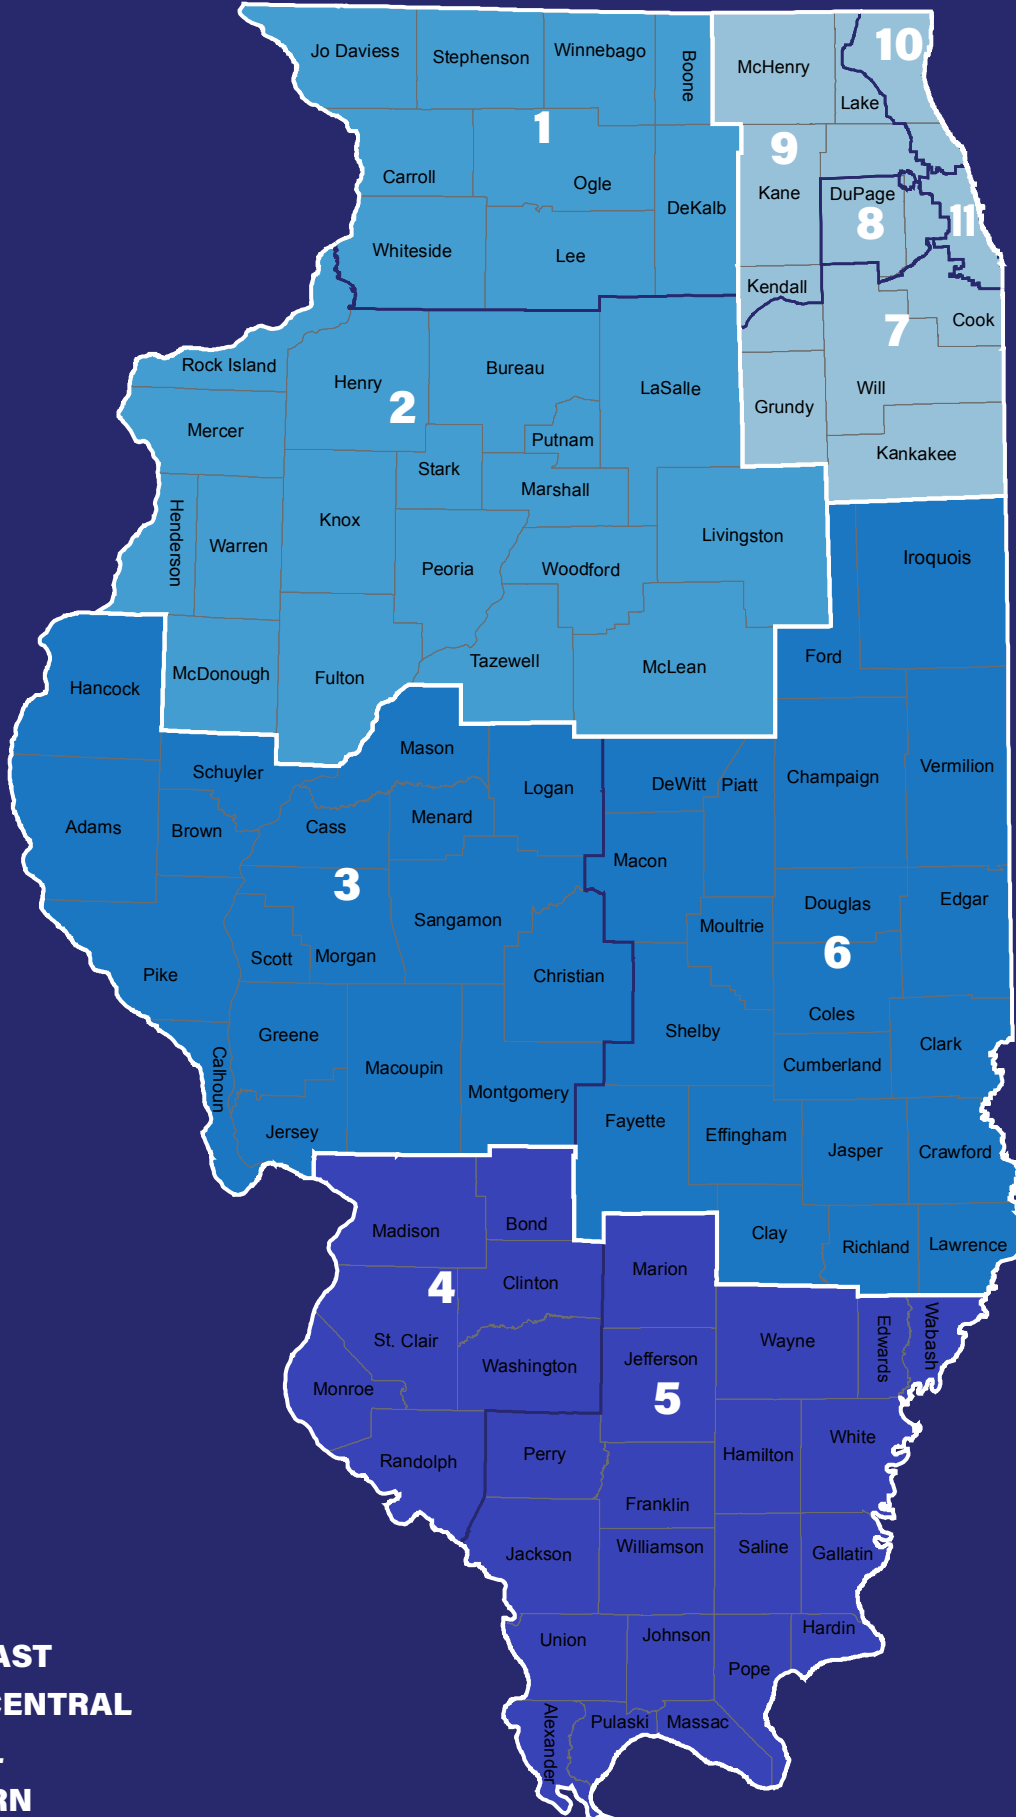 10
Jo Daviess
Stephenson
Winnebago
Boone
McHenry
Lake
1
9
Carroll
Ogle
Kane
DuPage
DeKalb
8
11
Whiteside
Lee
Kendall
Cook
7
Rock Island
Henry
Bureau
LaSalle
Will
2
Grundy
Mercer
Putnam
Kankakee
Stark
Marshall
Henderson
Knox
Livingston
Warren
Iroquois
Peoria
Woodford
Ford
Tazewell
McLean
McDonough
Fulton
Hancock
Mason
Schuyler
Logan
DeWitt
Piatt
Champaign
Vermilion
Adams
Brown
Cass
Menard
Macon
3
Douglas
Edgar
Sangamon
Moultrie
6
Scott
Morgan
Pike
Christian
Coles
Greene
Shelby
Clark
Calhoun
Macoupin
Cumberland
Montgomery
Fayette
Jersey
Effingham
Jasper
Crawford
Madison
Bond
Clay
Richland
Lawrence
Marion
4
Clinton
St. Clair
Wayne
Edwards
Wabash
Washington
Jefferson
Monroe
5
White
Randolph
Perry
Hamilton
Franklin
Jackson
Williamson
Saline
Gallatin
Union
Johnson
Hardin
AST
Pope
CENTRAL
Alexander
Pulaski
Massac
RN